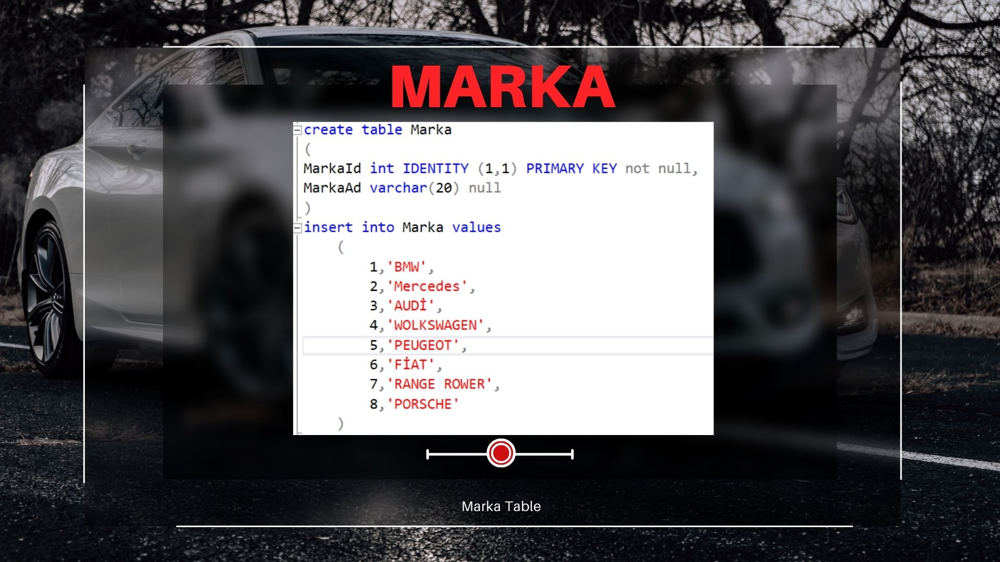 MARKA
create table Marka
(
MarkaId int IDENTITY (1,1) PRIMARY KEY not null,
MarkaAd varchar(20) null
)
insert into Marka values
(
1,'BMW',
2,'Mercedes',
3,'AUDİ',
4,'WOLKSWAGEN',
5,'PEUGEOT',
6,'FİAT',
7,'RANGE ROWER',
8,'PORSCHE'
)
Marka Table